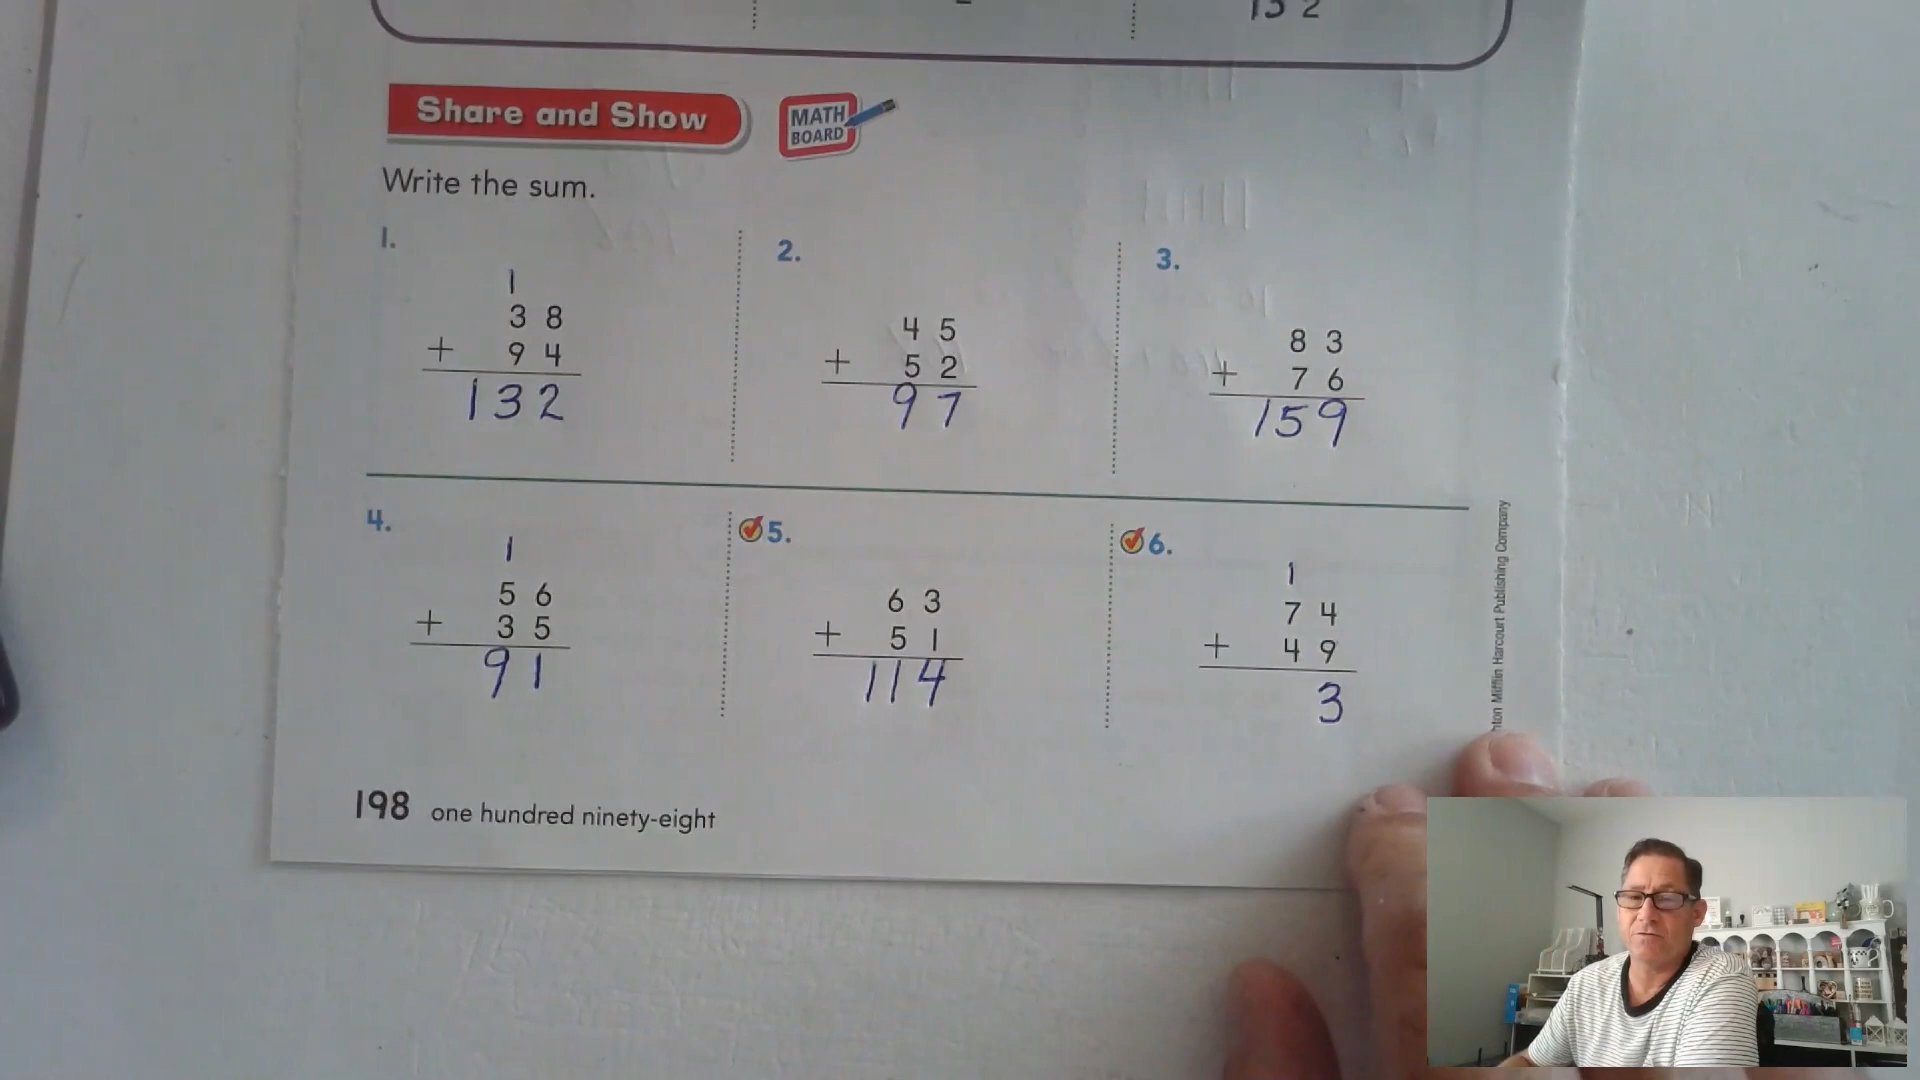 13 2
Share and Show
MATH
BOARD
Write the sum.
1.
1
3 8
+ 9 4
132
2.
4 5
+ 5 2
97
3.
8 3
+ 7 6
159
4.
1
5 6
+ 3 5
91
5.
6 3
+ 5 1
114
6.
1
7 4
+ 4 9
3
Mifflin Harcourt Publishing Company
198 one hundred ninety-eight